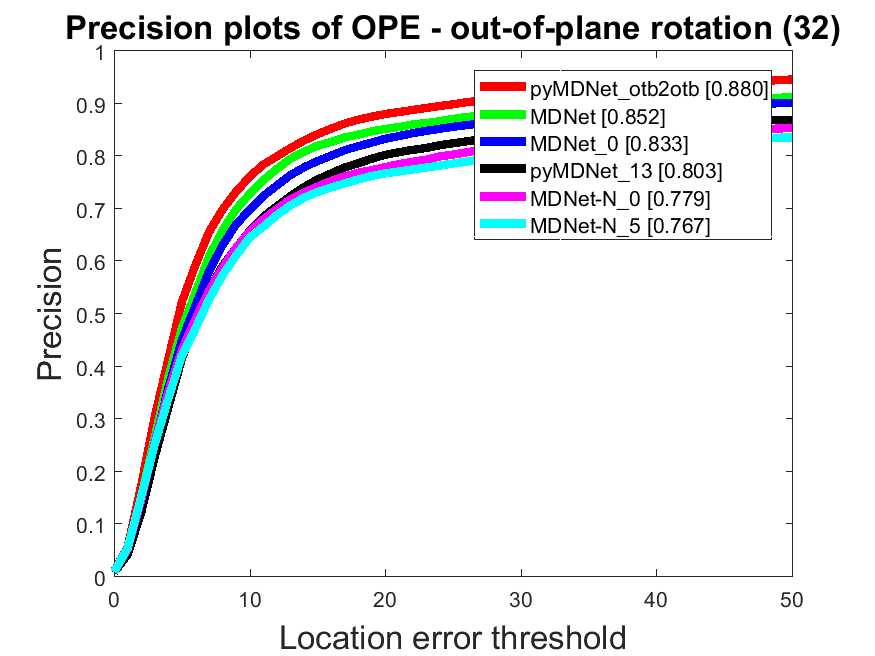 Precision plots of OPE - out-of-plane rotation (32)
1
0.9
0.8
0.7
0.6
0.5
0.4
0.3
0.2
0.1
0
Precision
pyMDNet_otb2otb [0.880]
MDNet [0.852]
MDNet_0 [0.833]
pyMDNet_13 [0.803]
MDNet-N_0 [0.779]
MDNet-N_5 [0.767]
0 10 20 30 40 50
Location error threshold